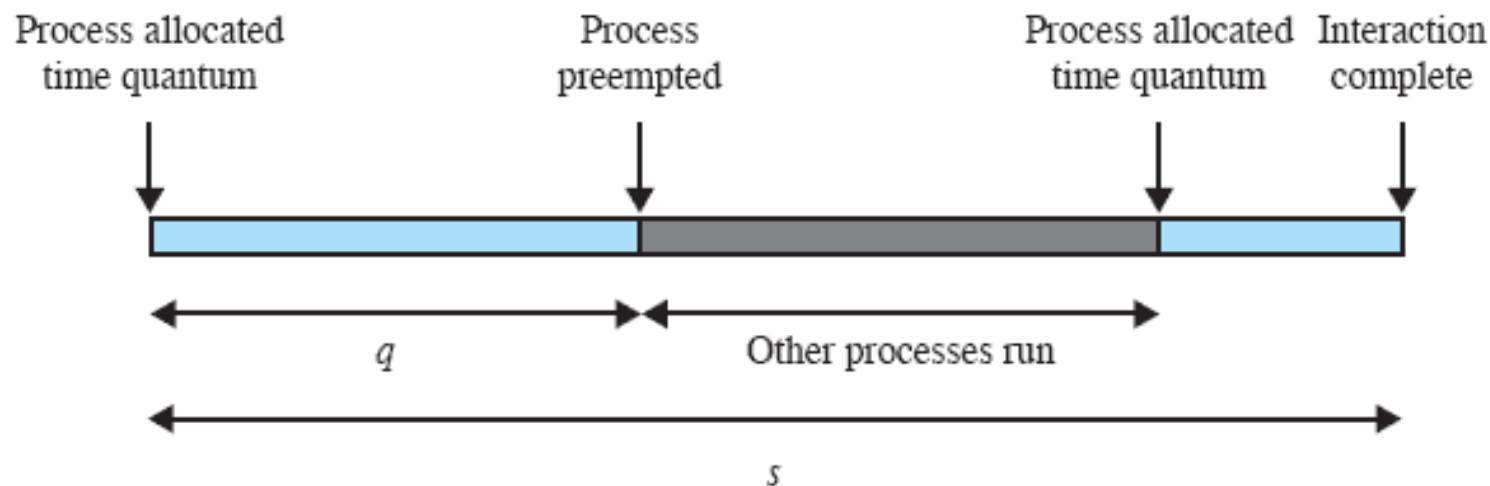 Process allocated
time quantum
Process
preempted
Process allocated
time quantum
Interaction
complete
q
Other processes run
s